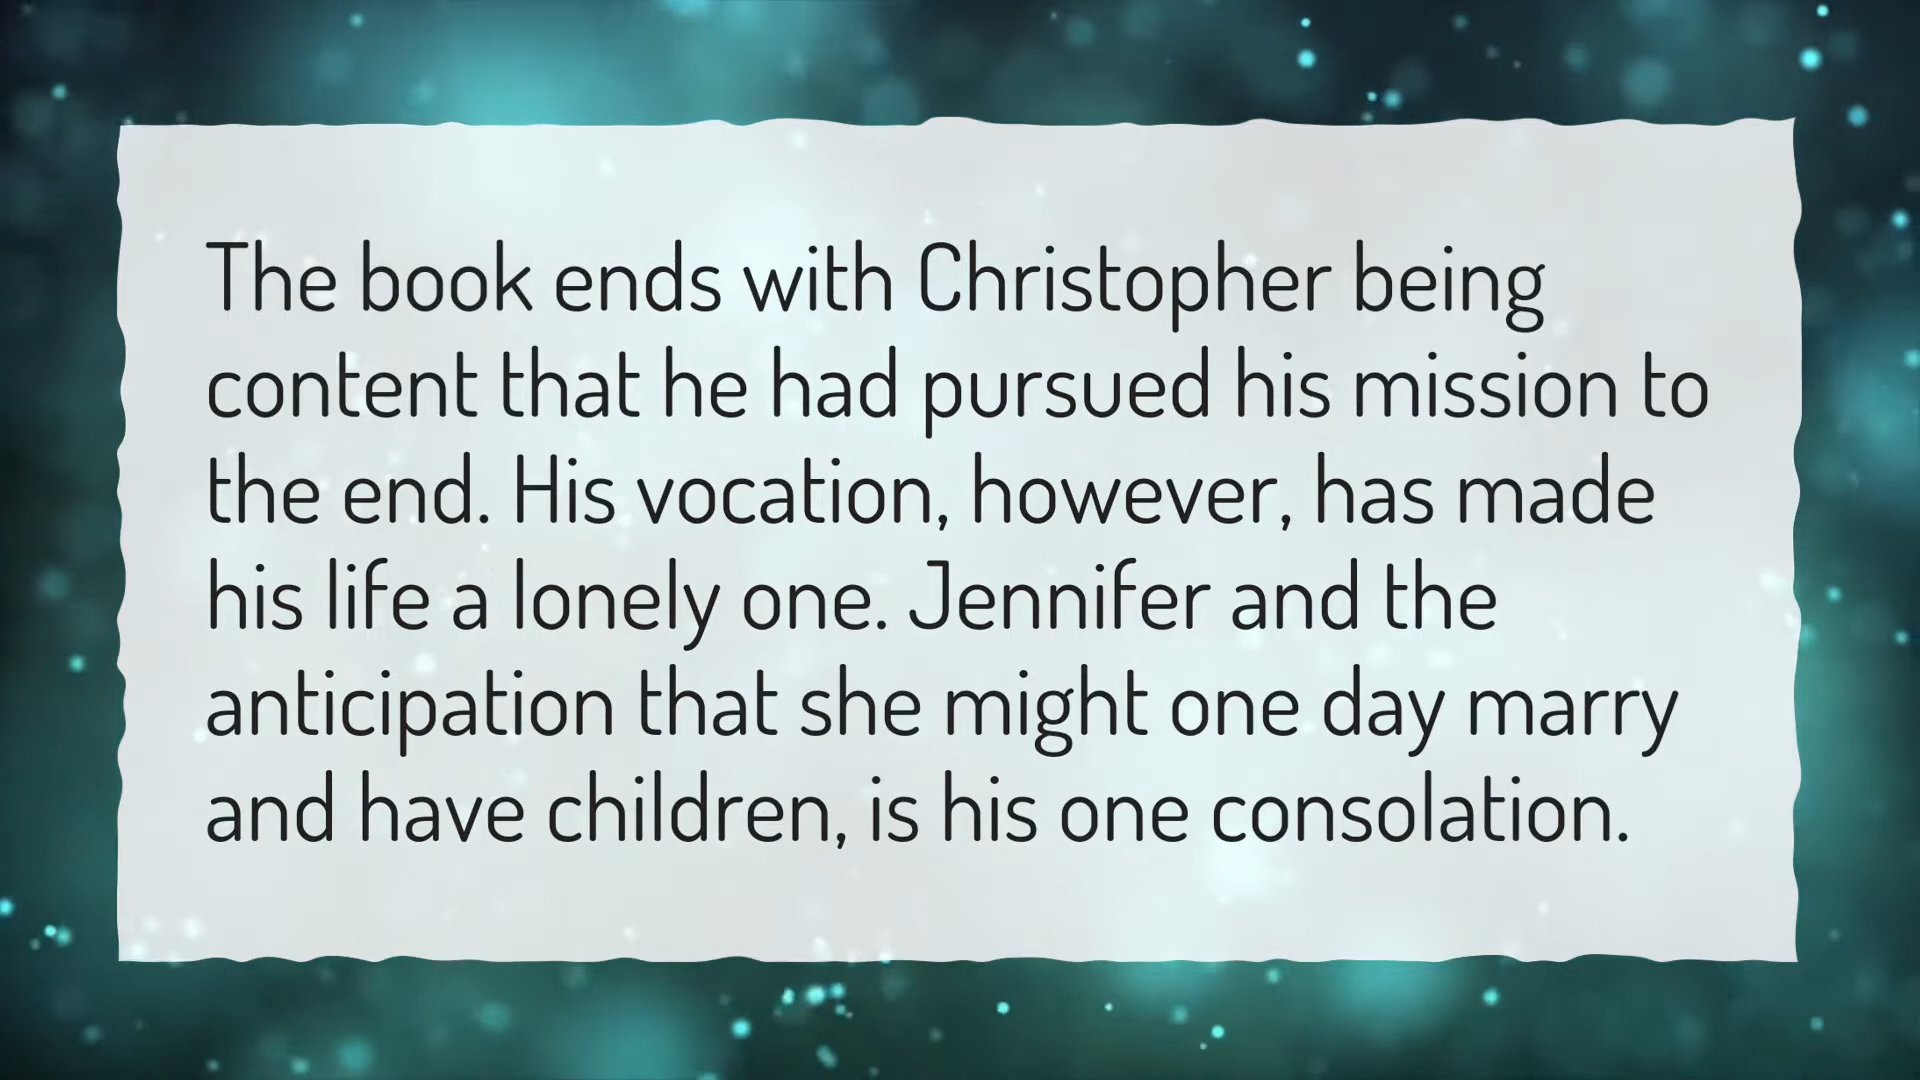 The book ends with Christopher being
content that he had pursued his mission to
the end. His vocation, however, has made
his life a lonely one. Jennifer and the
anticipation that she might one day marry
and have children, is his one consolation.